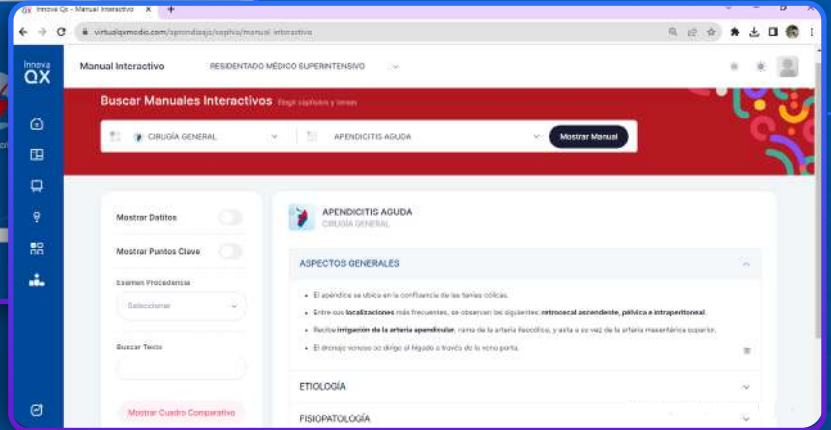 Innova Qx - Manual Interactivo
virtualqxmedic.com/aprendizaje/vxplus/manual interactivo
Innova
QX
Manual Interactivo
RESIDENTADO MÉDICO SUPERINTENSIVO
Buscar Manuales Interactivos
Elegir capítulos y temas
CIRUGÍA GENERAL
APENDICITIS AGUDA
Mostrar Manual
Mostrar Datitos
Mostrar Puntos Clave
Examen Procedencia
Seleccionar
Buscar Texto
Mostrar Cuadro Comparativo
APENDICITIS AGUDA
CIRUGÍA GENERAL
ASPECTOS GENERALES
• El apéndice se ubica en la confluencia de las tenias cólicas.
• Entre sus localizaciones más frecuentes, se observan las siguientes: retrocecal ascendente, pélvica e intraperitoneal.
• Recibe irrigación de la arteria apendicular, rama de la arteria ileocólica, y esta a su vez de la arteria mesentérica superior.
• El drenaje venoso se dirige al hígado a través de la vena porta.
ETIOLOGÍA
FISIOPATOLOGÍA